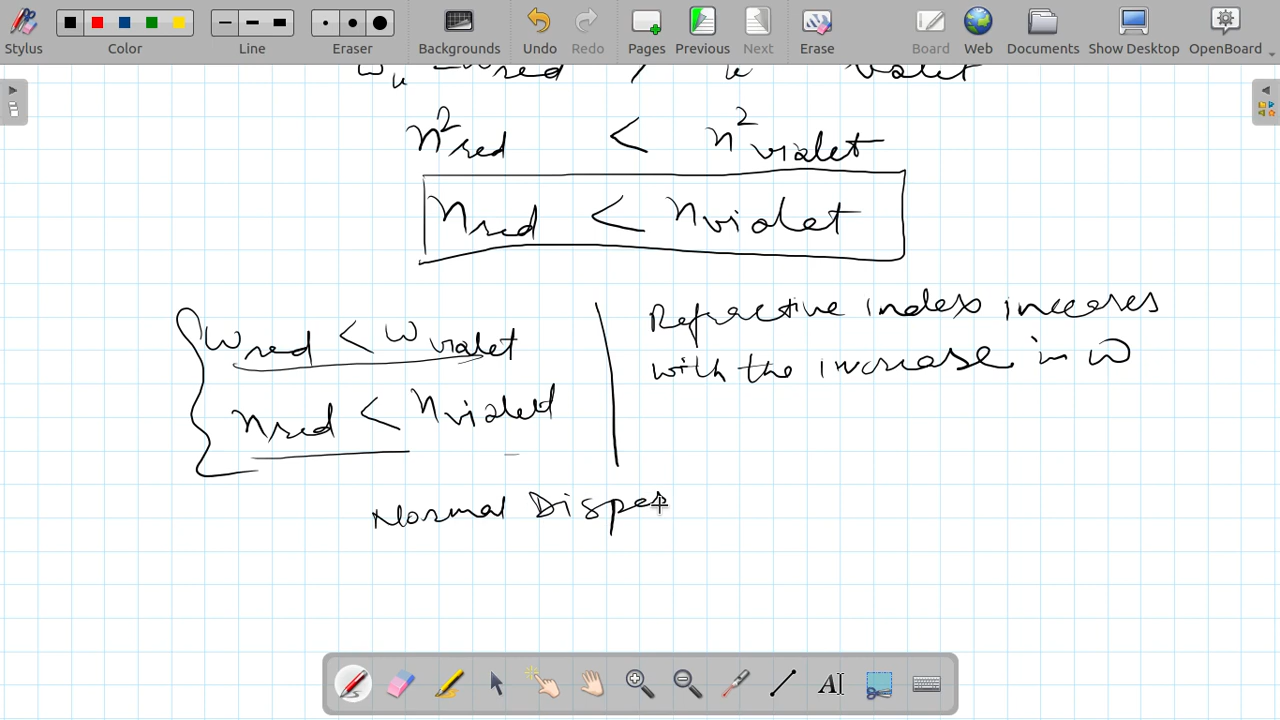 Stylus Color Line Eraser Backgrounds Undo Redo Pages Previous Next Erase Board Web Documents Show Desktop OpenBoard
n²red < n²violet
nred < nviolet
ωred < ωviolet
nred < nviolet
Refractive index increses
with the increase in ω
Normal Disper